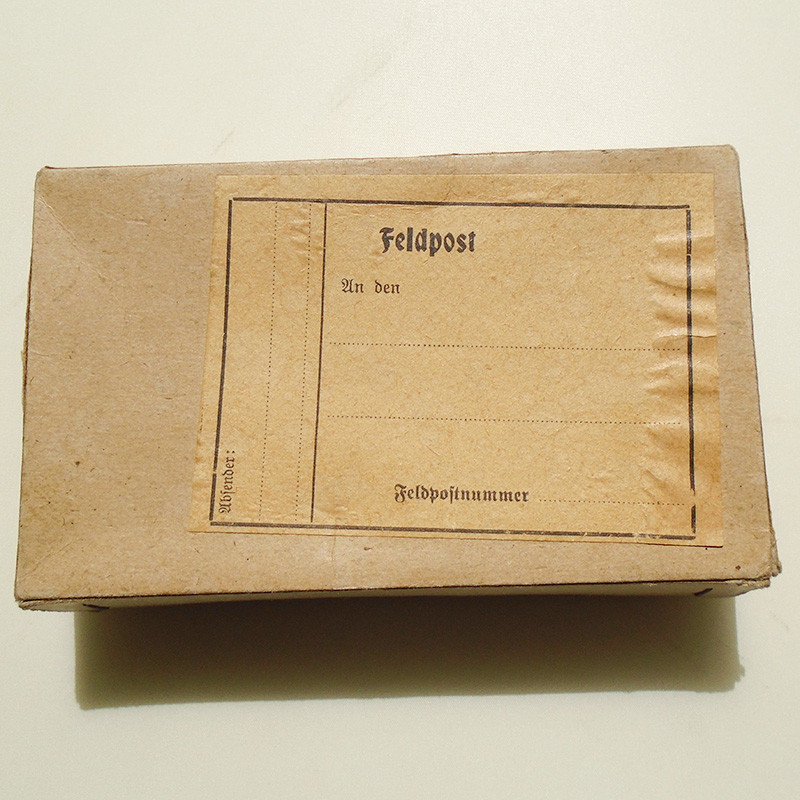 Feldpost
An den
Feldpostnummer
Absender: